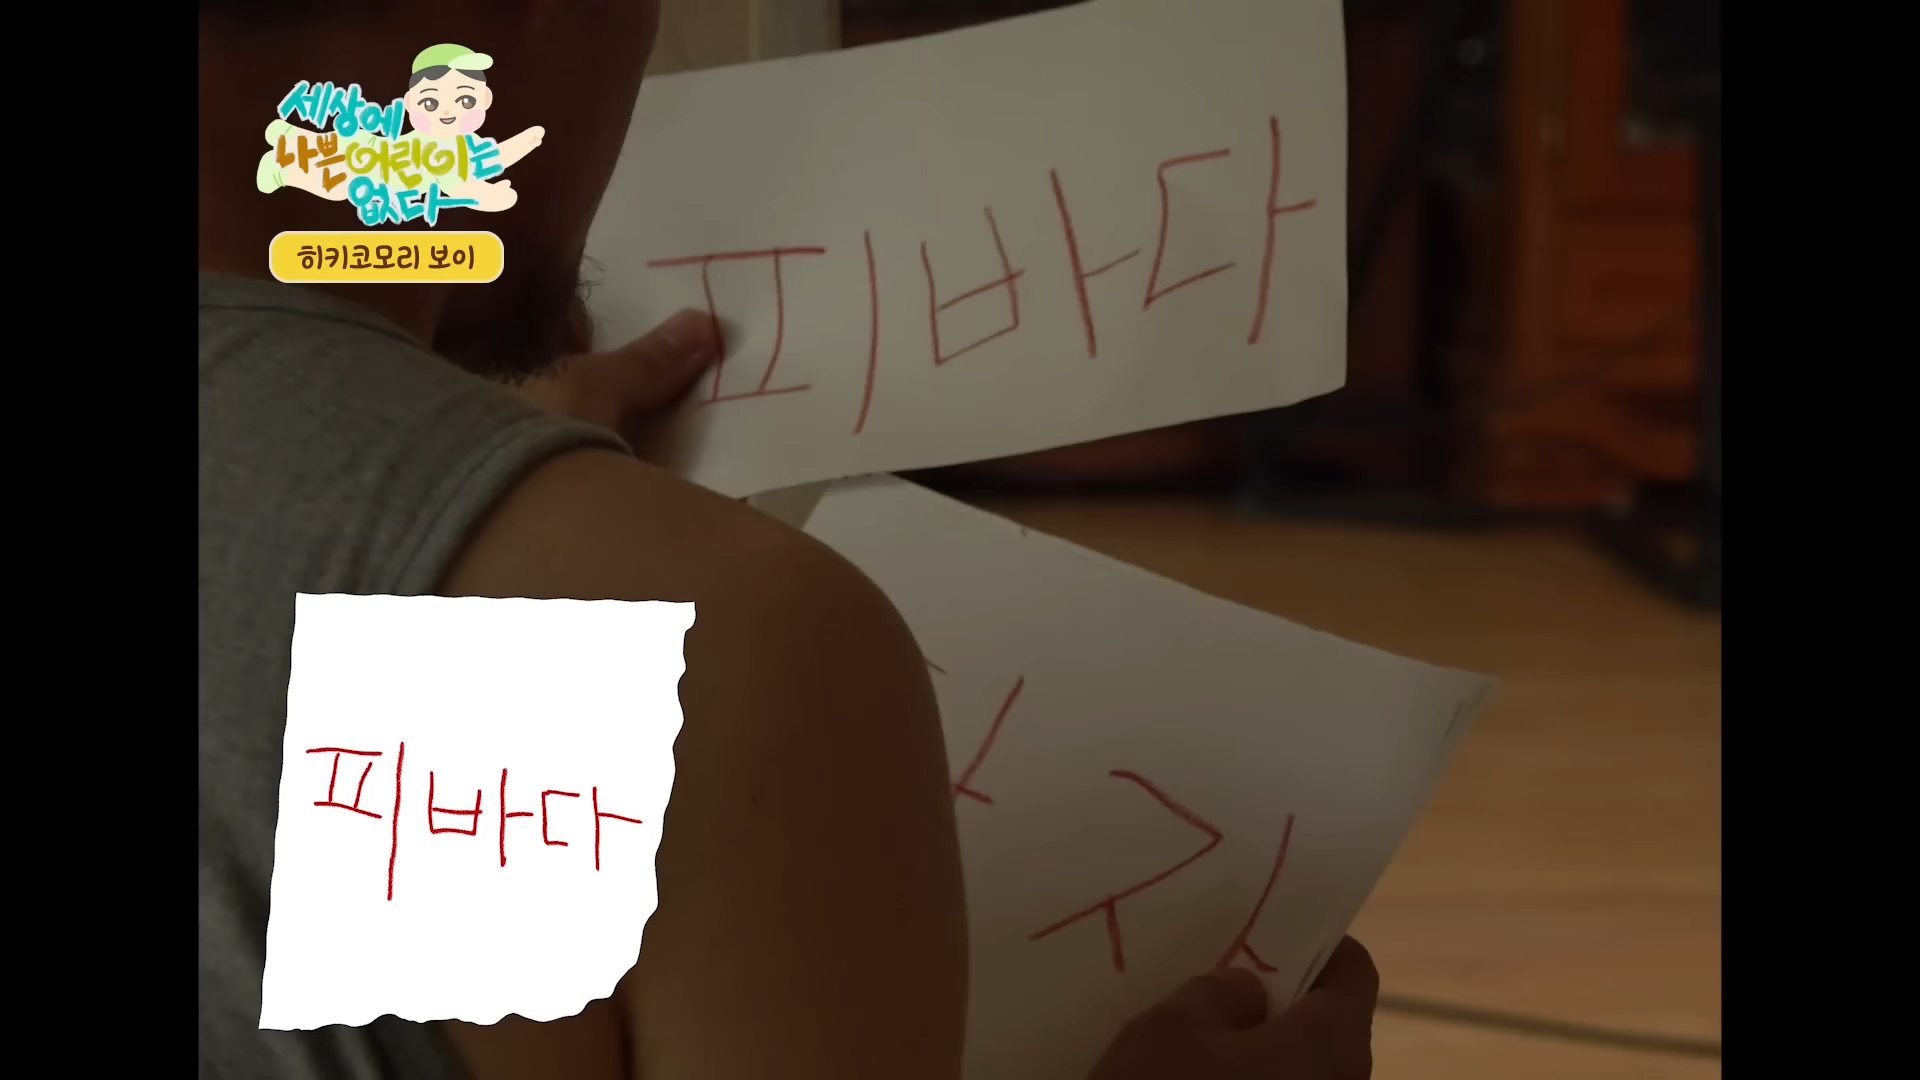 세상에
나쁜어린이는
없다
히키코모리 보이
피바다
피바다